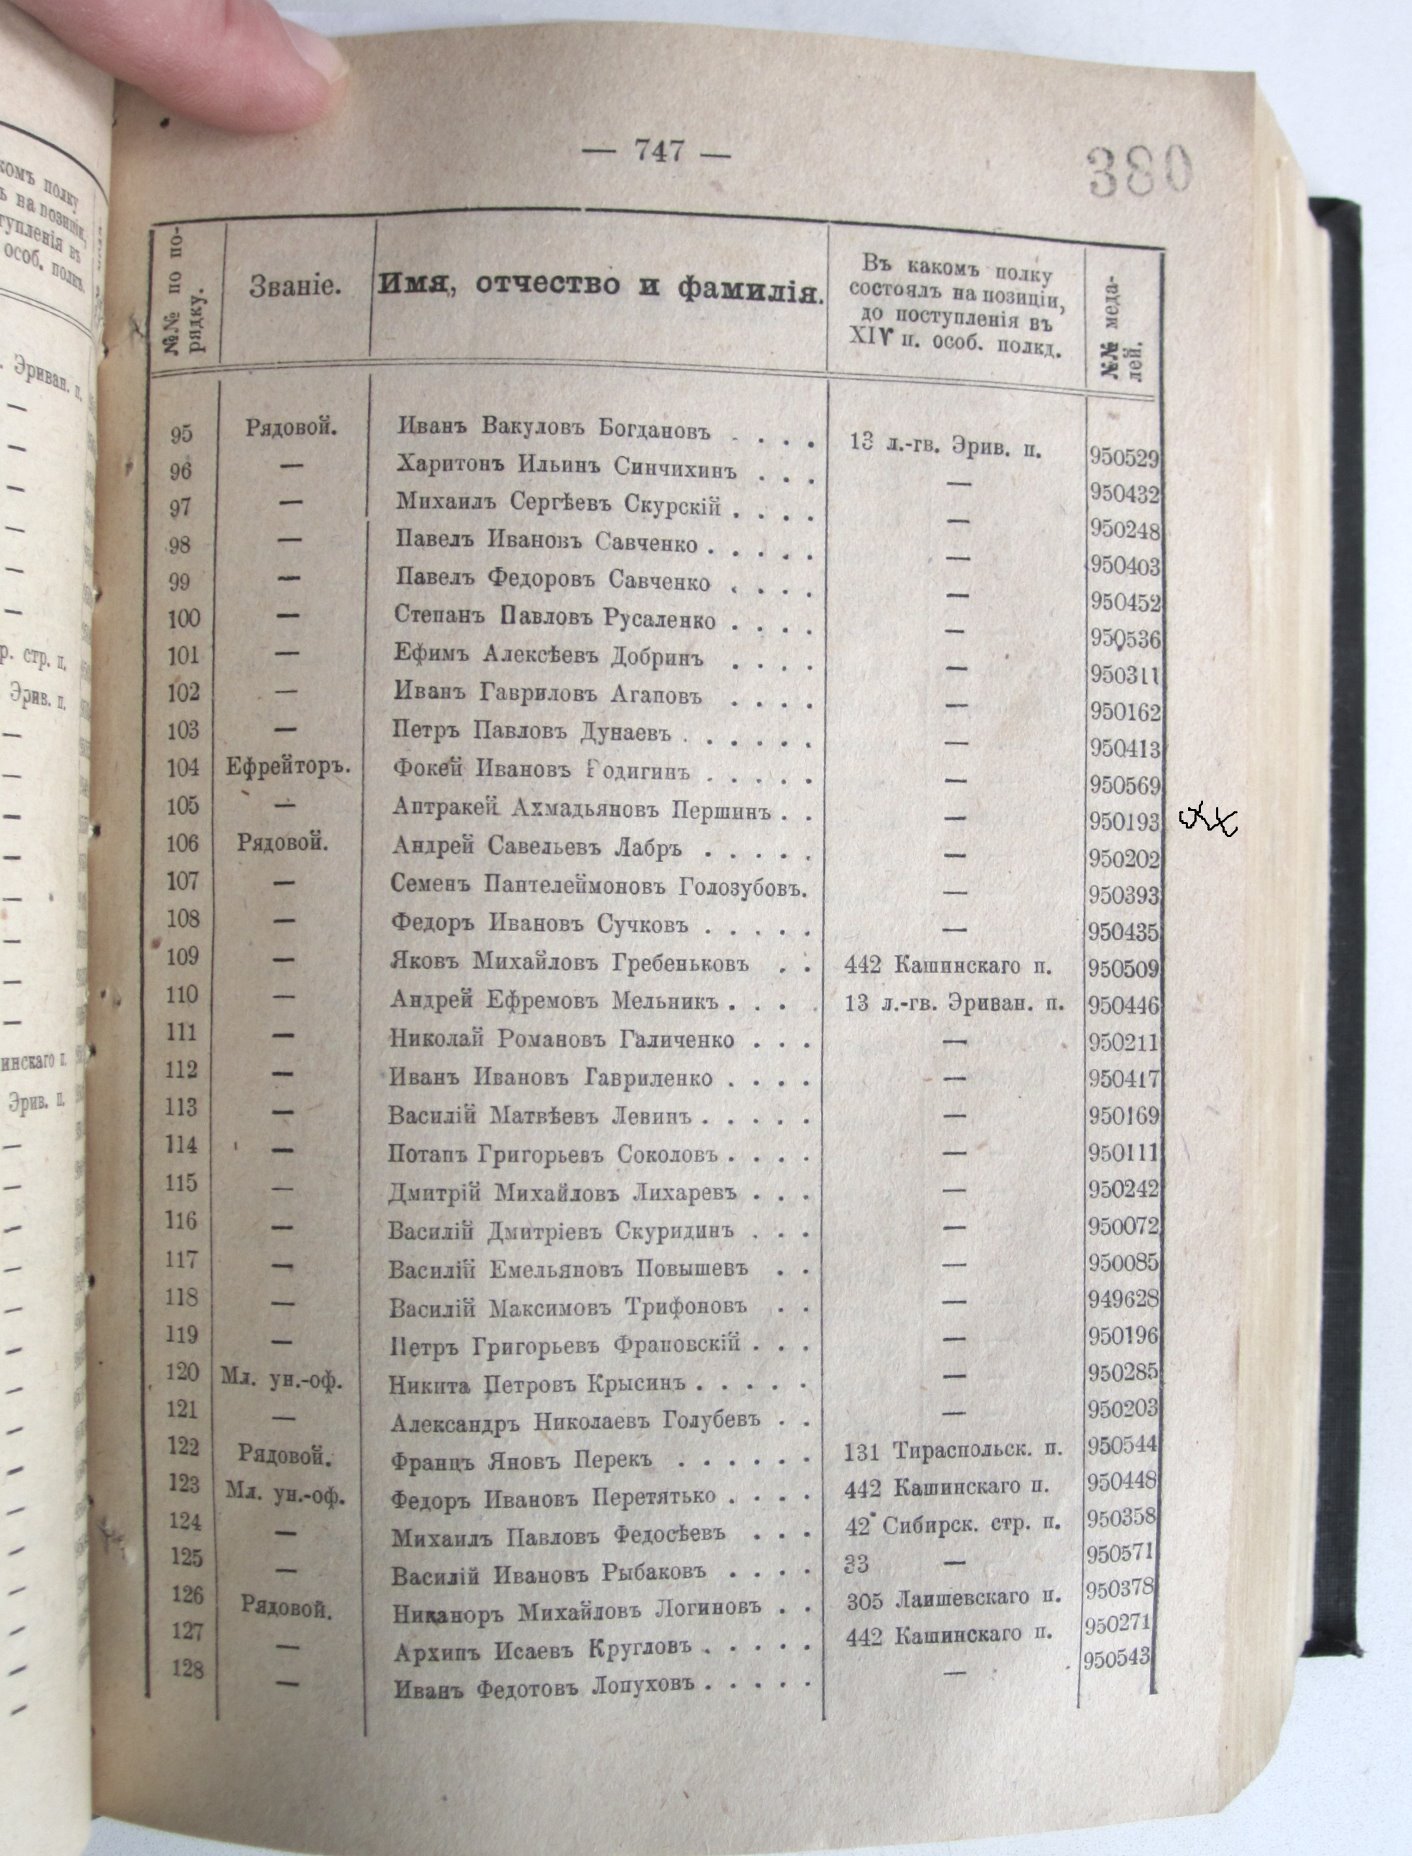 — 747 —
380
№№ по порядку. Званіе. Имя, отчество и фамилія. Въ какомъ полку состоялъ на позиціи, до поступленія въ XIV п. особ. полкд. №№ медалей.
95 Рядовой. Иванъ Вакуловъ Богдановъ . . . . 13 л.-гв. Эрив. п. 950529
96 — Харитонъ Ильинъ Синчихинъ . . . — 950432
97 — Михаилъ Сергѣевъ Скурскій . . . . — 950248
98 — Павелъ Ивановъ Савченко . . . . . — 950403
99 — Павелъ Федоровъ Савченко . . . . — 950452
100 — Степанъ Павловъ Русаленко . . . . — 950536
101 — Ефимъ Алексѣевъ Добринъ . . . . — 950311
102 — Иванъ Гавриловъ Агаповъ . . . . — 950162
103 — Петръ Павловъ Дунаевъ . . . . . — 950413
104 Ефрейторъ. Фокей Ивановъ Родигинъ . . . . . — 950569
105 — Аптракей Ахмадьяновъ Першинъ . . — 950193
106 Рядовой. Андрей Савельевъ Лабръ . . . . . — 950202
107 — Семенъ Пантелеймоновъ Голозубовъ. — 950393
108 — Федоръ Ивановъ Сучковъ . . . . . — 950435
109 — Яковъ Михайловъ Гребеньковъ . . 442 Кашинскаго п. 950509
110 — Андрей Ефремовъ Мельникъ . . . . 13 л.-гв. Эриван. п. 950446
111 — Николай Романовъ Галиченко . . . — 950211
112 — Иванъ Ивановъ Гавриленко . . . . — 950417
113 — Василій Матвѣевъ Левинъ . . . . . — 950169
114 — Потапъ Григорьевъ Соколовъ . . . . — 950111
115 — Дмитрій Михайловъ Лихаревъ . . . — 950242
116 — Василій Дмитріевъ Скуридинъ . . . — 950072
117 — Василій Емельяновъ Повышевъ . . — 950085
118 — Василій Максимовъ Трифоновъ . . — 949628
119 — Петръ Григорьевъ Франовскій . . . — 950196
120 Мл. ун.-оф. Никита Петровъ Крысинъ . . . . . — 950285
121 — Александръ Николаевъ Голубевъ . . — 950203
122 Рядовой. Францъ Яновъ Перекъ . . . . . . 131 Тираспольск. п. 950544
123 Мл. ун.-оф. Федоръ Ивановъ Перетятько . . . . 442 Кашинскаго п. 950448
124 — Михаилъ Павловъ Федосѣевъ . . . 42 Сибирск. стр. п. 950358
125 — Василій Ивановъ Рыбаковъ . . . . 33 — 950571
126 Рядовой. Никаноръ Михайловъ Логиновъ . . 305 Лаишевскаго п. 950378
127 — Архипъ Исаевъ Кругловъ . . . . . 442 Кашинскаго п. 950271
128 — Иванъ Федотовъ Лопуховъ . . . . . — 950543